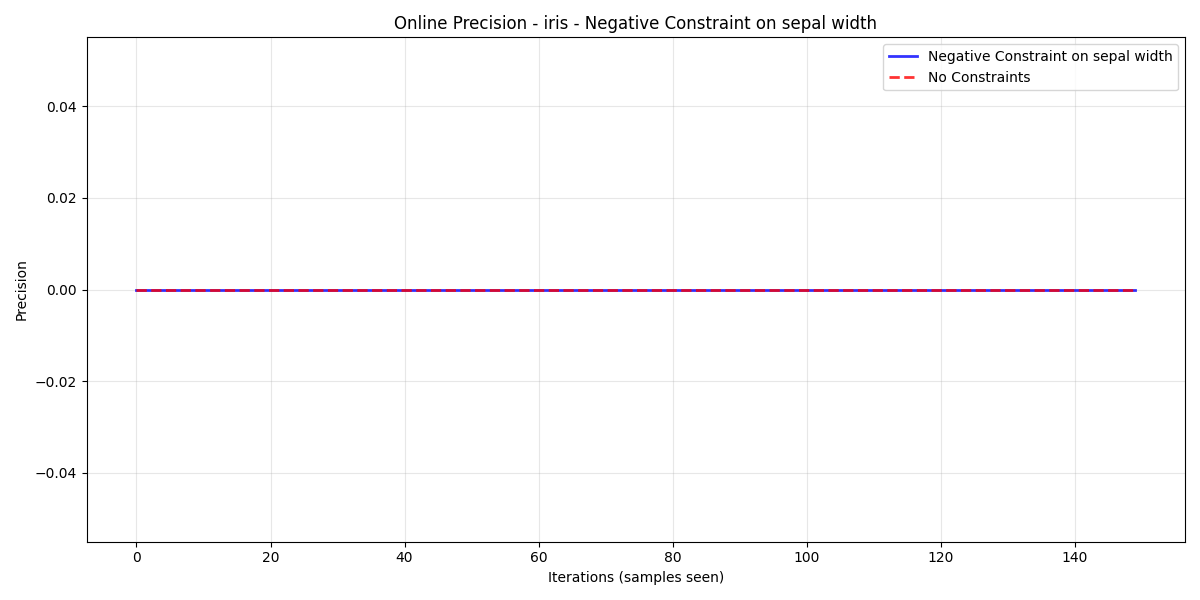 Online Precision - iris - Negative Constraint on sepal width
Negative Constraint on sepal width
No Constraints
Precision
0.04
0.02
0.00
−0.02
−0.04
0 20 40 60 80 100 120 140
Iterations (samples seen)